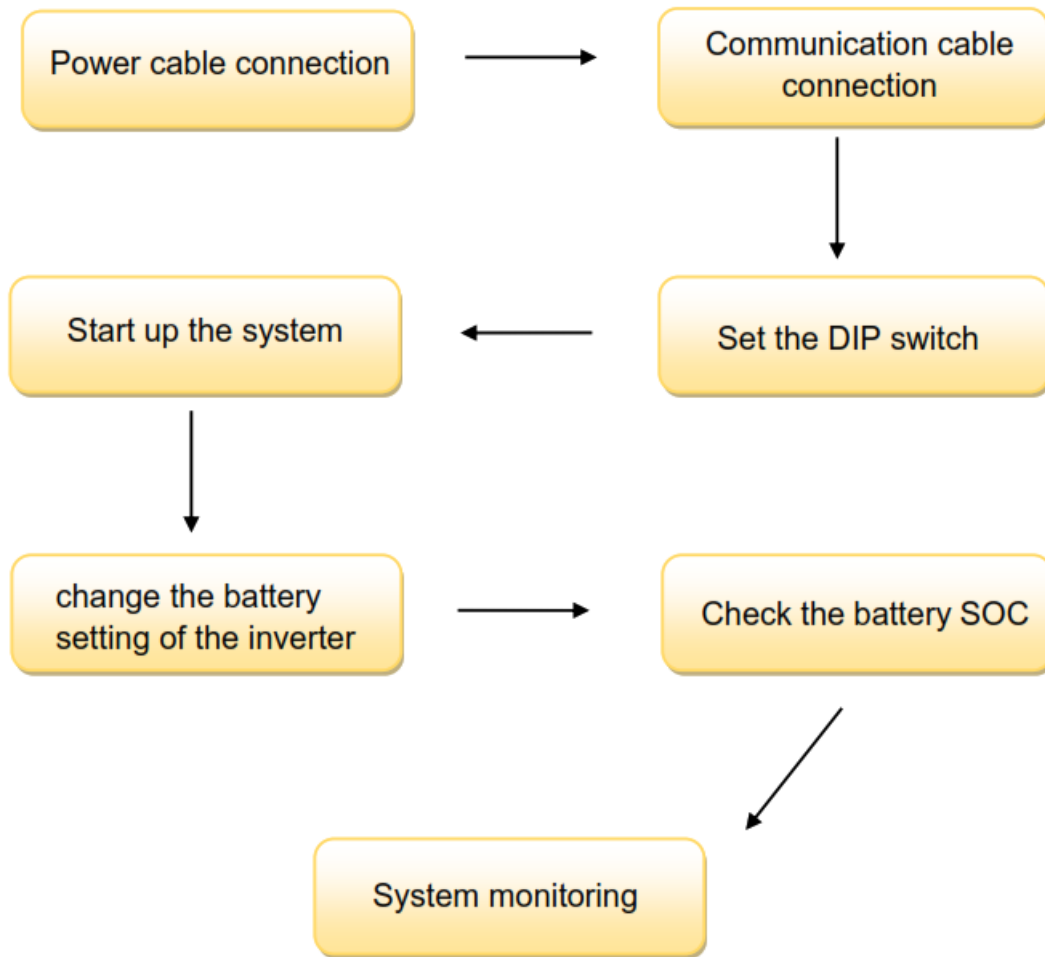 Power cable connection
Communication cable
connection
Set the DIP switch
Start up the system
change the battery
setting of the inverter
Check the battery SOC
System monitoring